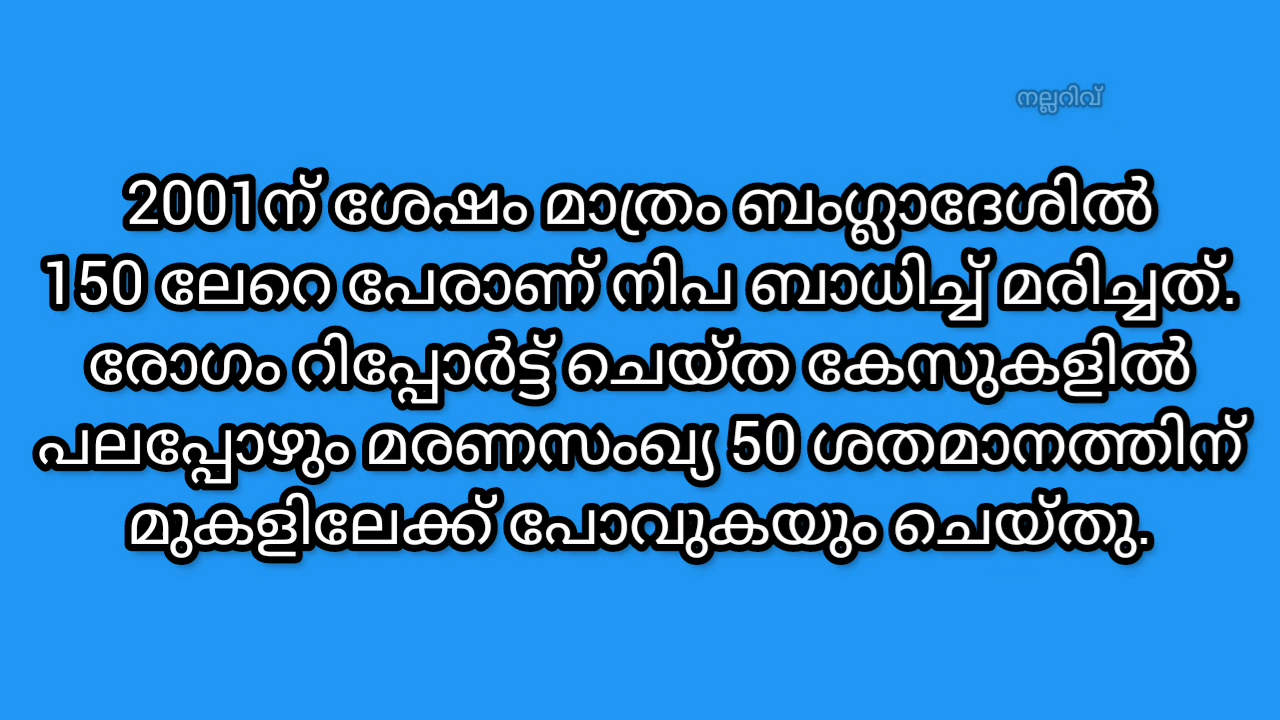 നല്ലറിവ്
2001ന് ശേഷം മാത്രം ബംഗ്ലാദേശിൽ
150 ലേറെ പേരാണ് നിപ ബാധിച്ച് മരിച്ചത്.
രോഗം റിപ്പോർട്ട് ചെയ്ത കേസുകളിൽ
പലപ്പോഴും മരണസംഖ്യ 50 ശതമാനത്തിന്
മുകളിലേക്ക് പോവുകയും ചെയ്തു.